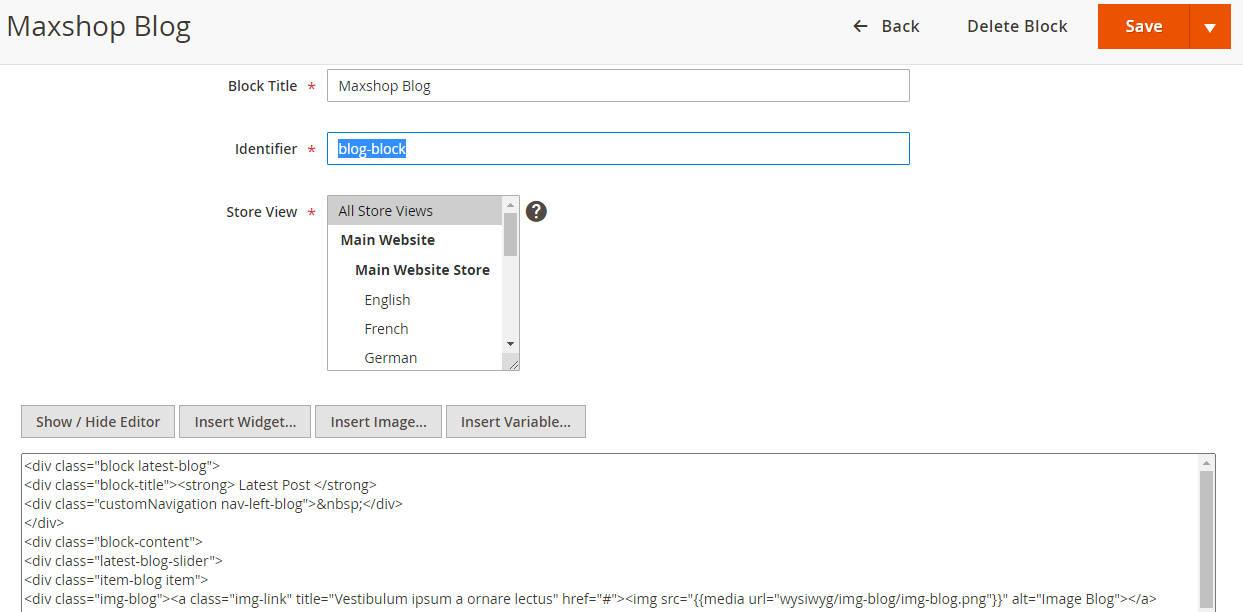 Maxshop Blog
Back
Delete Block
Save
Block Title *
Maxshop Blog
Identifier *
blog-block
Store View *
All Store Views
Main Website
Main Website Store
English
French
German
?
Show / Hide Editor
Insert Widget...
Insert Image...
Insert Variable...
<div class="block latest-blog">
<div class="block-title"><strong> Latest Post </strong>
<div class="customNavigation nav-left-blog">&nbsp;</div>
</div>
<div class="block-content">
<div class="latest-blog-slider">
<div class="item-blog item">
<div class="img-blog"><a class="img-link" title="Vestibulum ipsum a ornare lectus" href="#"><img src="{{media url="wysiwyg/img-blog/img-blog.png"}}" alt="Image Blog"></a>